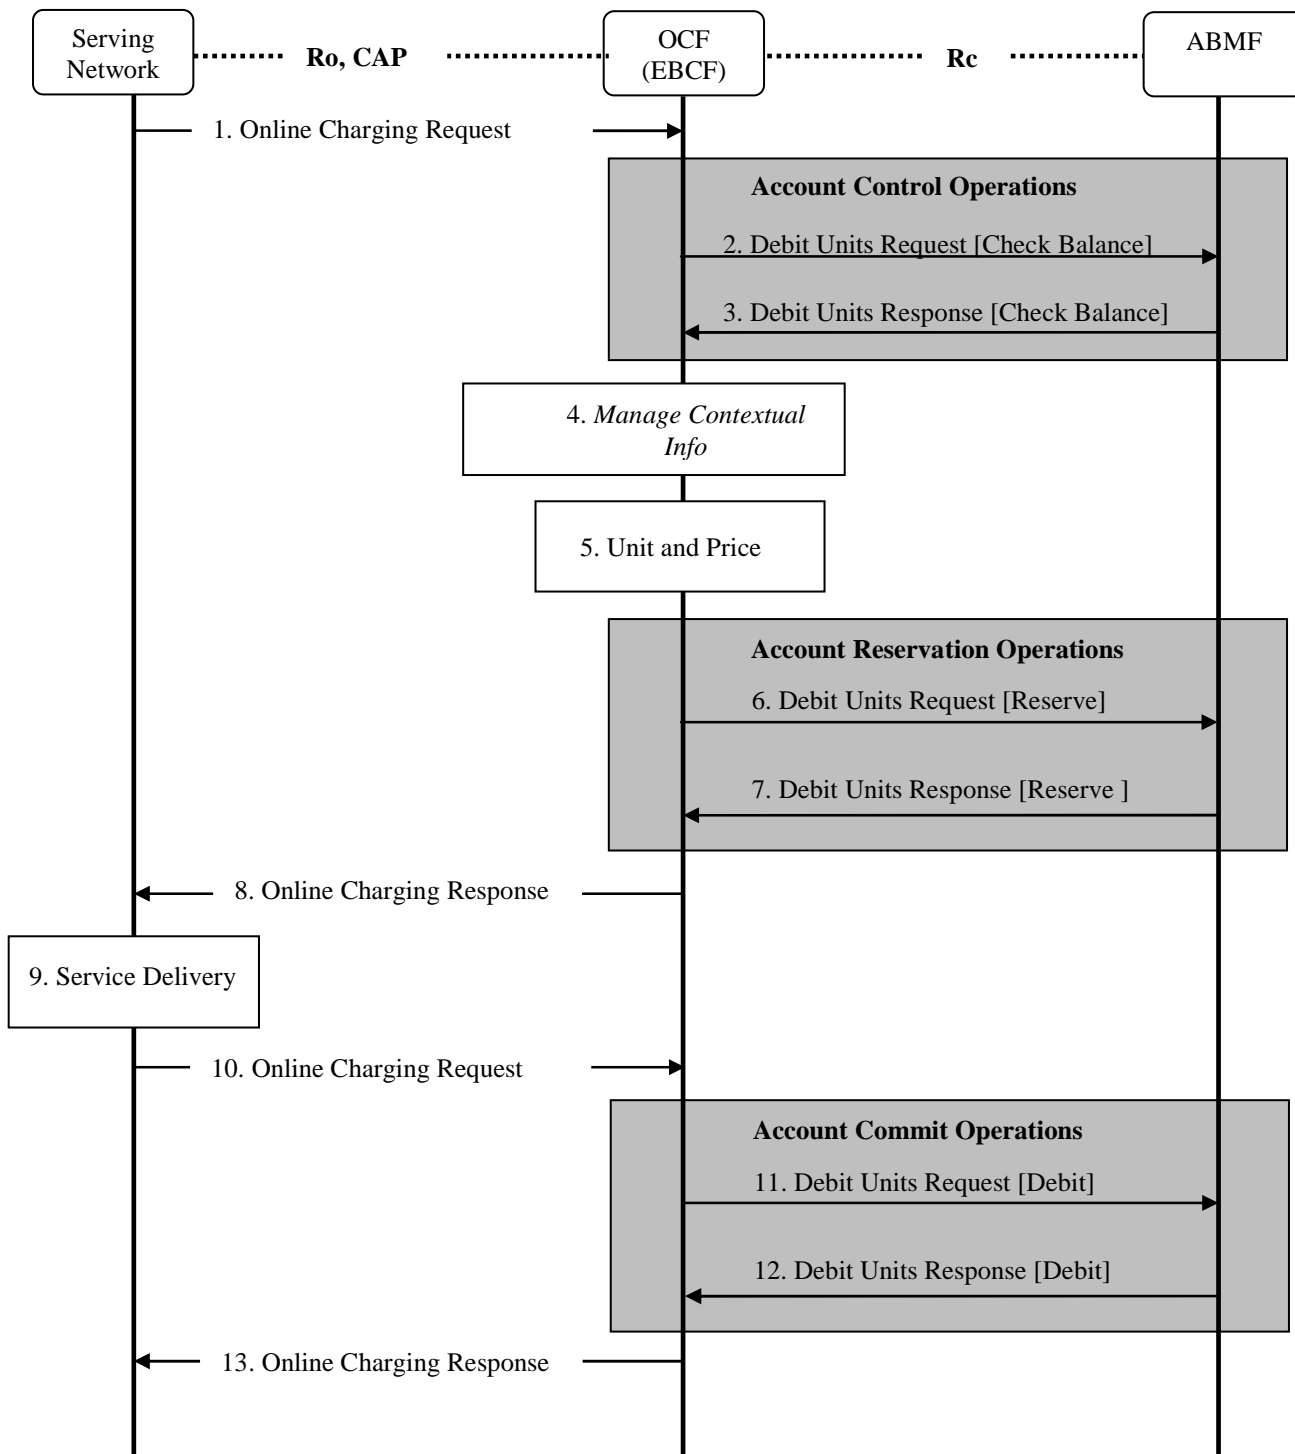 Serving
Network
Ro, CAP
OCF
(EBCF)
Rc
ABMF
1. Online Charging Request
Account Control Operations
2. Debit Units Request [Check Balance]
3. Debit Units Response [Check Balance]
4. Manage Contextual
Info
5. Unit and Price
Account Reservation Operations
6. Debit Units Request [Reserve]
7. Debit Units Response [Reserve ]
8. Online Charging Response
9. Service Delivery
10. Online Charging Request
Account Commit Operations
11. Debit Units Request [Debit]
12. Debit Units Response [Debit]
13. Online Charging Response